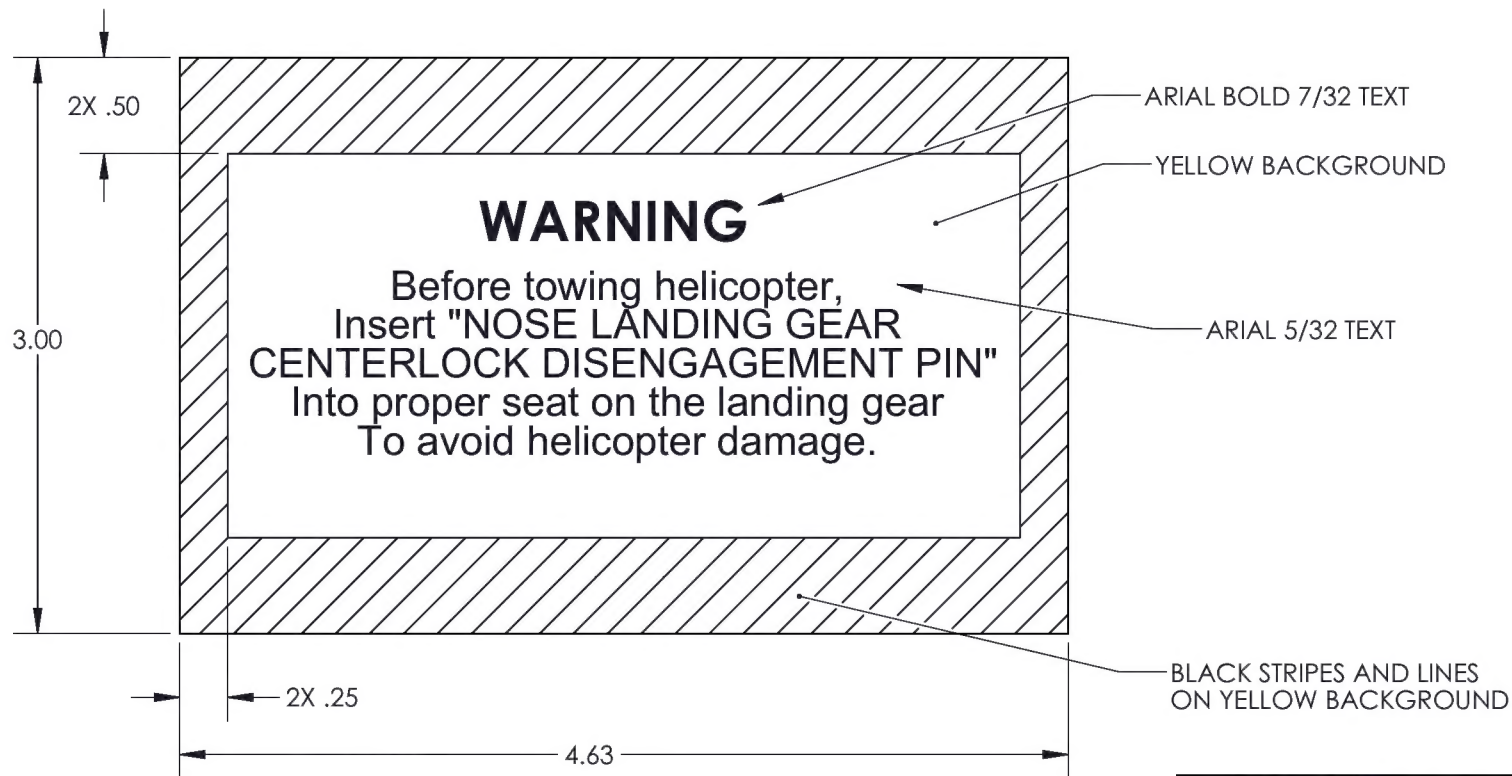 2X .50
3.00
WARNING
Before towing helicopter,
Insert "NOSE LANDING GEAR
CENTERLOCK DISENGAGEMENT PIN"
Into proper seat on the landing gear
To avoid helicopter damage.
ARIAL BOLD 7/32 TEXT
YELLOW BACKGROUND
ARIAL 5/32 TEXT
BLACK STRIPES AND LINES
ON YELLOW BACKGROUND
2X .25
4.63